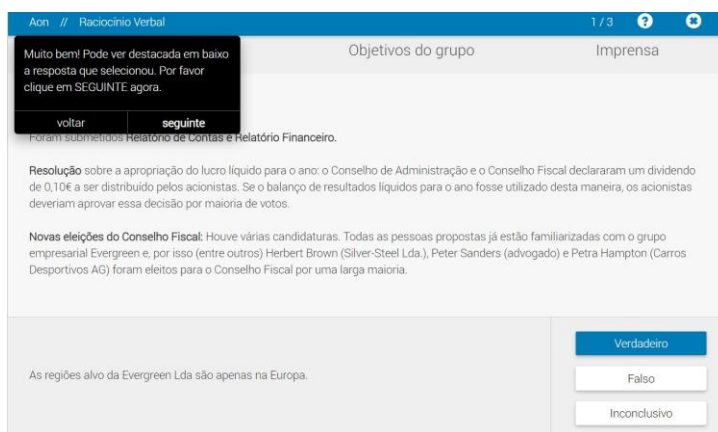 Aon // Raciocínio Verbal
1 / 3 ? ×
Muito bem! Pode ver destacada em baixo
a resposta que selecionou. Por favor
clique em SEGUINTE agora.
voltar seguinte
Objetivos do grupo
Imprensa
Foram submetidos Relatório de Contas e Relatório Financeiro.
Resolução sobre a apropriação do lucro líquido para o ano: o Conselho de Administração e o Conselho Fiscal declararam um dividendo
de 0,10€ a ser distribuído pelos acionistas. Se o balanço de resultados líquidos para o ano fosse utilizado desta maneira, os acionistas
deveriam aprovar essa decisão por maioria de votos.
Novas eleições do Conselho Fiscal: Houve várias candidaturas. Todas as pessoas propostas já estão familiarizadas com o grupo
empresarial Evergreen e, por isso (entre outros) Herbert Brown (Silver-Steel Lda.), Peter Sanders (advogado) e Petra Hampton (Carros
Desportivos AG) foram eleitos para o Conselho Fiscal por uma larga maioria.
As regiões alvo da Evergreen Lda são apenas na Europa.
Verdadeiro
Falso
Inconclusivo